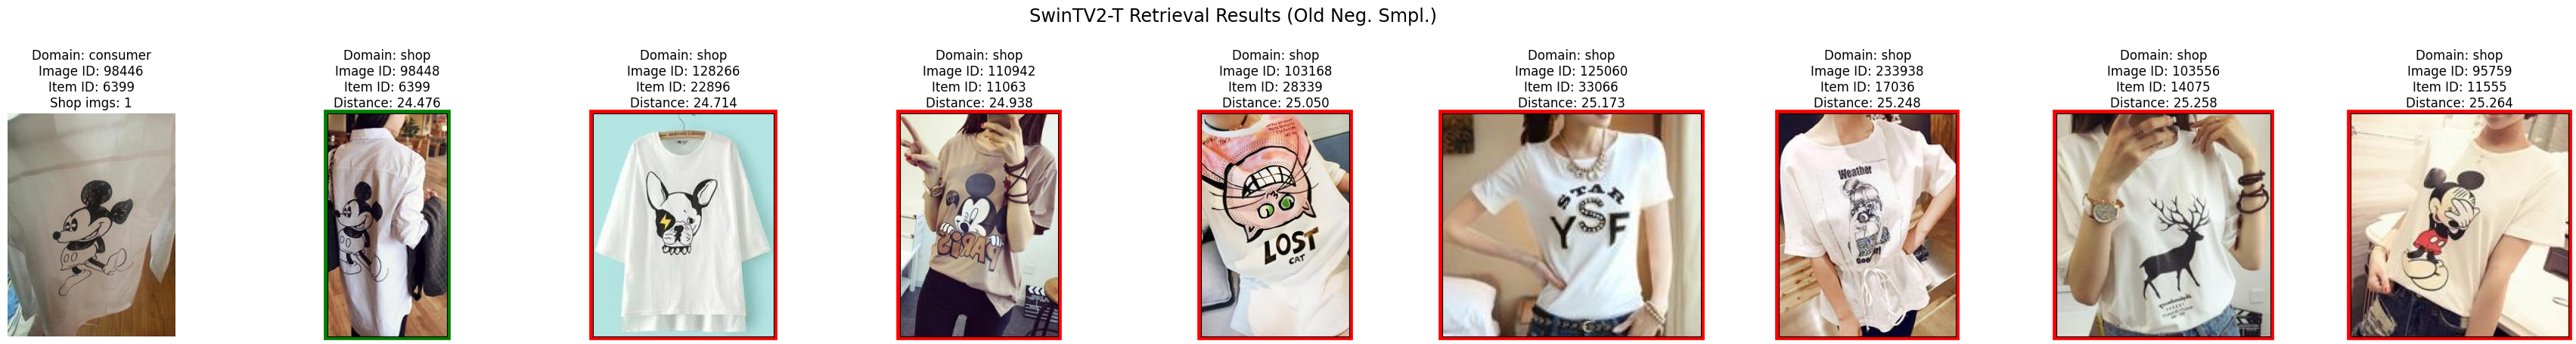 SwinTV2-T Retrieval Results (Old Neg. Smpl.)
Domain: consumer
Image ID: 98446
Item ID: 6399
Shop imgs: 1
Domain: shop
Image ID: 98448
Item ID: 6399
Distance: 24.476
Domain: shop
Image ID: 128266
Item ID: 22896
Distance: 24.714
Domain: shop
Image ID: 110942
Item ID: 11063
Distance: 24.938
Domain: shop
Image ID: 103168
Item ID: 28339
Distance: 25.050
Domain: shop
Image ID: 125060
Item ID: 33066
Distance: 25.173
Domain: shop
Image ID: 233938
Item ID: 17036
Distance: 25.248
Domain: shop
Image ID: 103556
Item ID: 14075
Distance: 25.258
Domain: shop
Image ID: 95759
Item ID: 11555
Distance: 25.264
PARIS
LOST
CAT
STAR
YSF
Weather